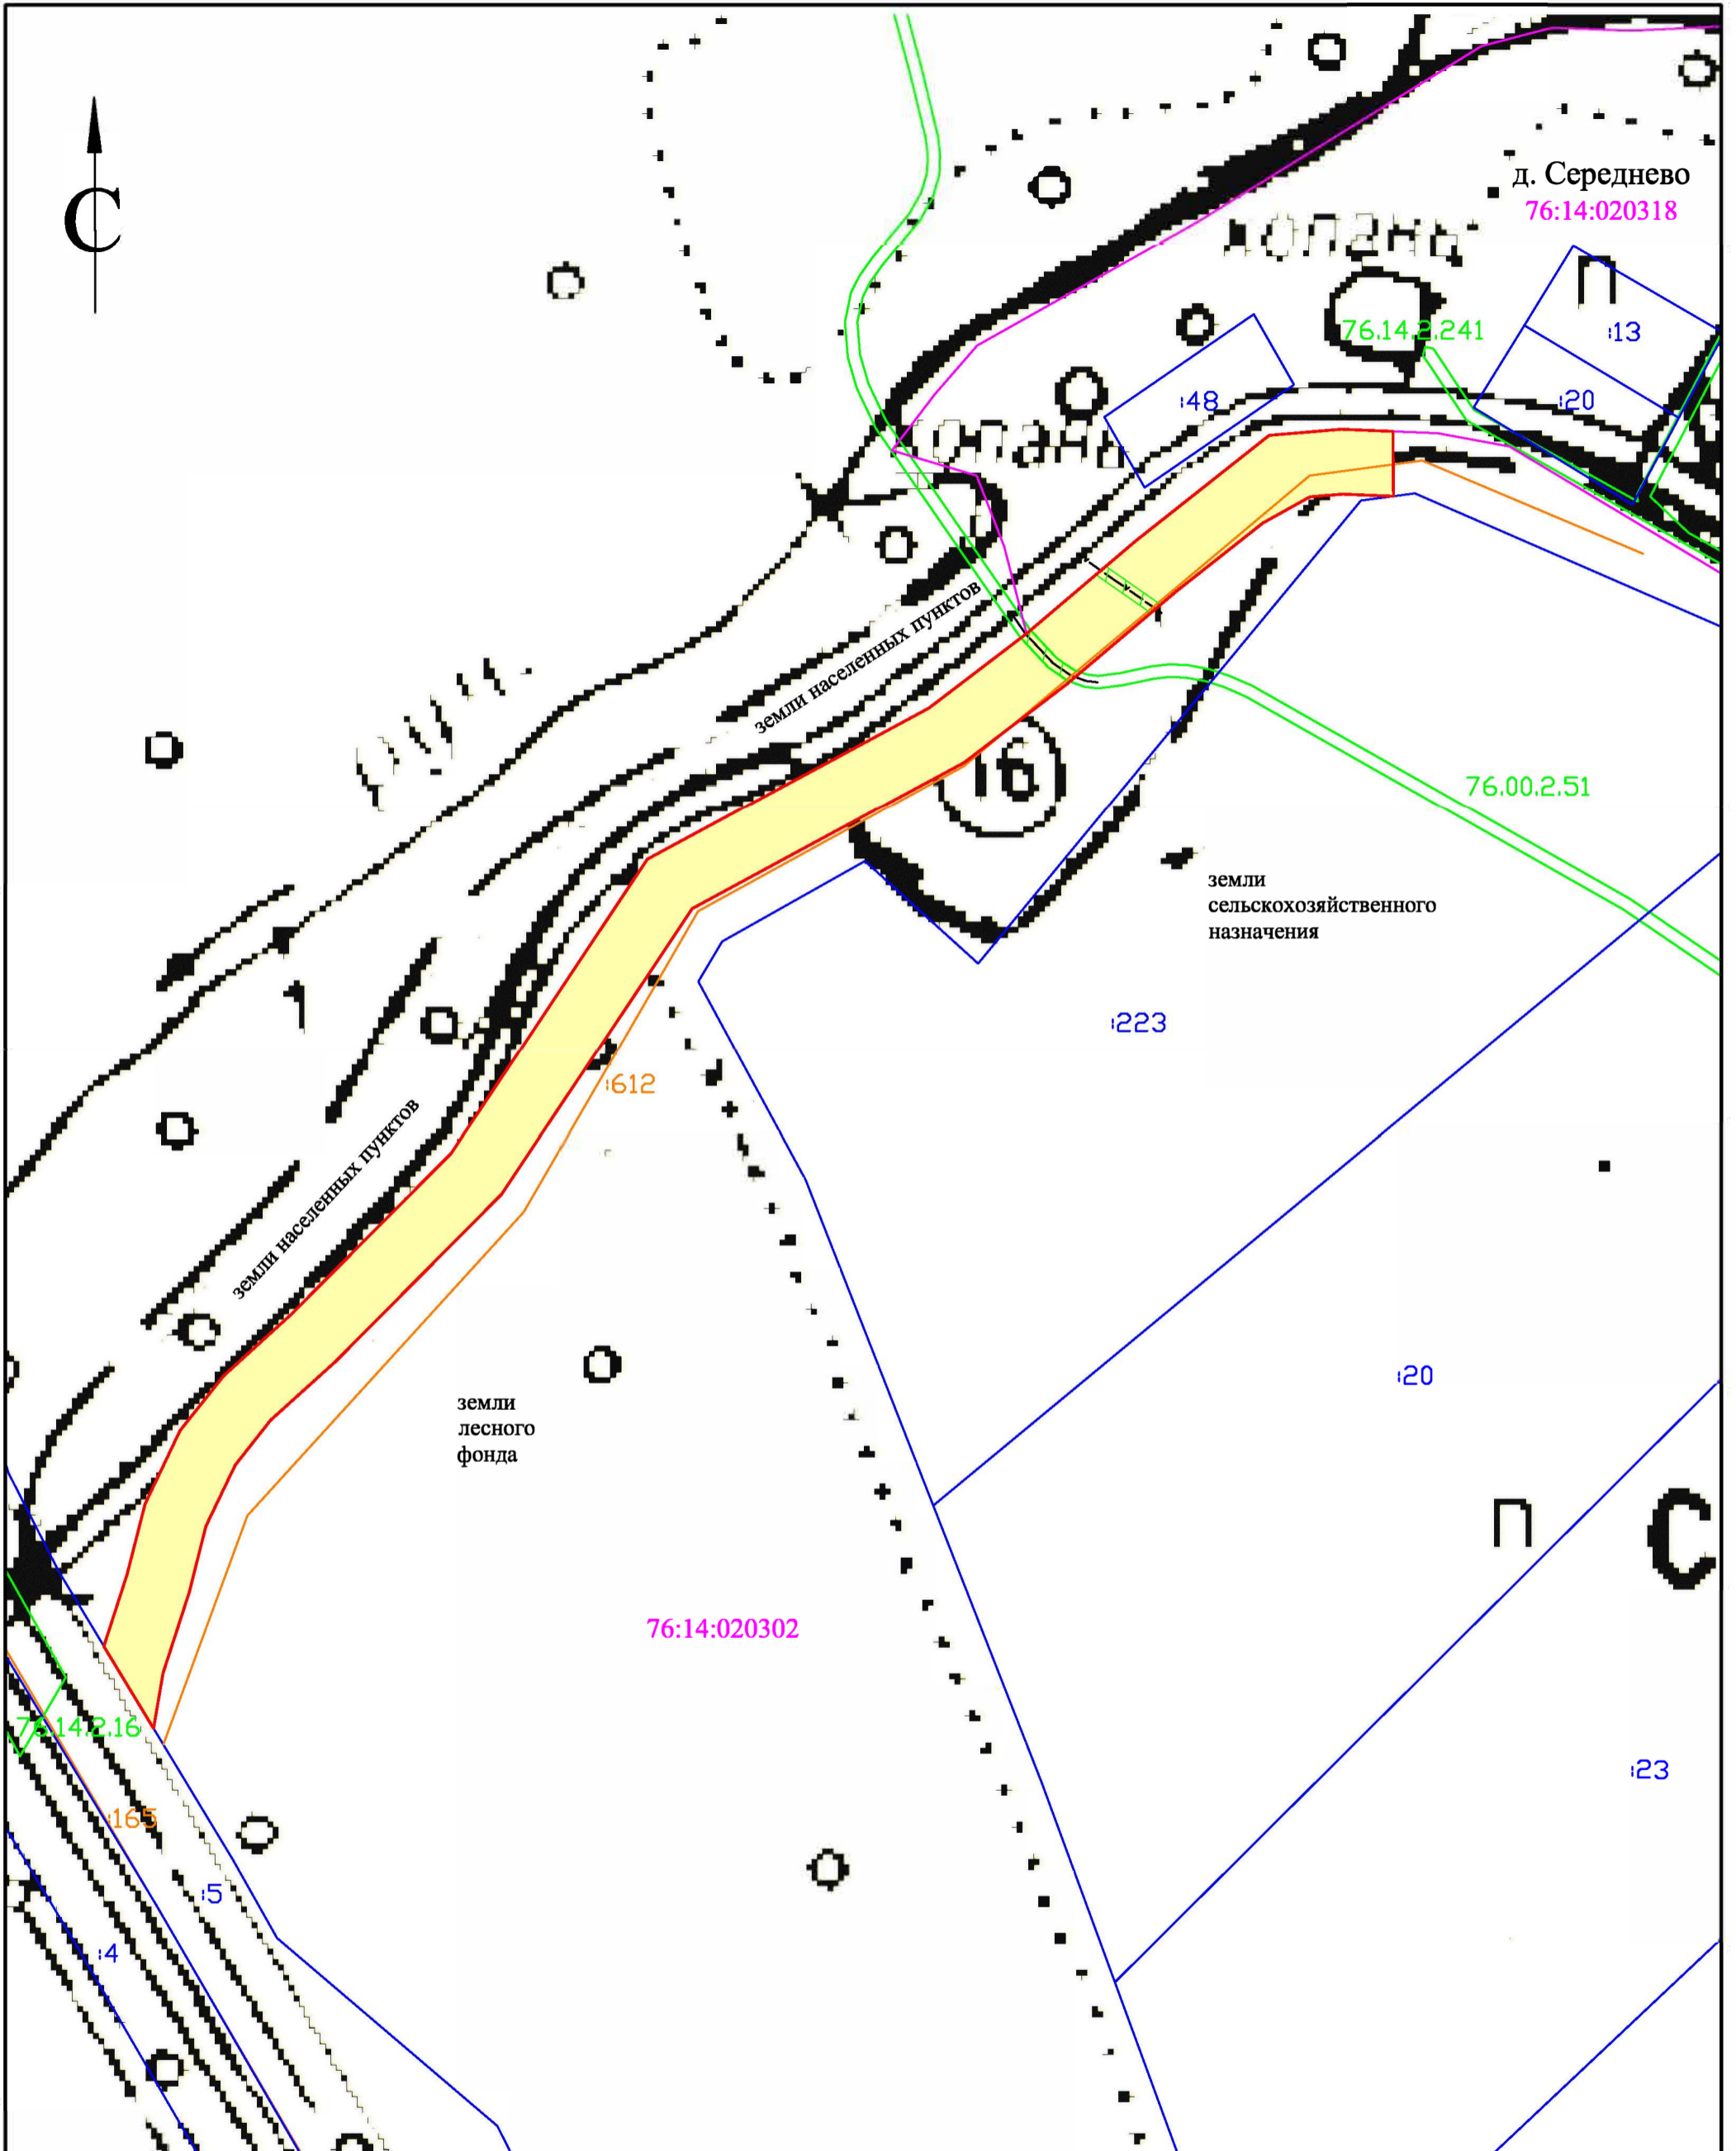 С
д. Середнево
76:14:020318
копань
П
76.14.2.241
:13
:48
:20
опань
земли населенных пунктов
16
76.00.2.51
земли
сельскохозяйственного
назначения
:223
:612
земли населенных пунктов
:20
земли
лесного
фонда
П
С
76:14:020302
76.14.2.16
:23
:165
:5
:4